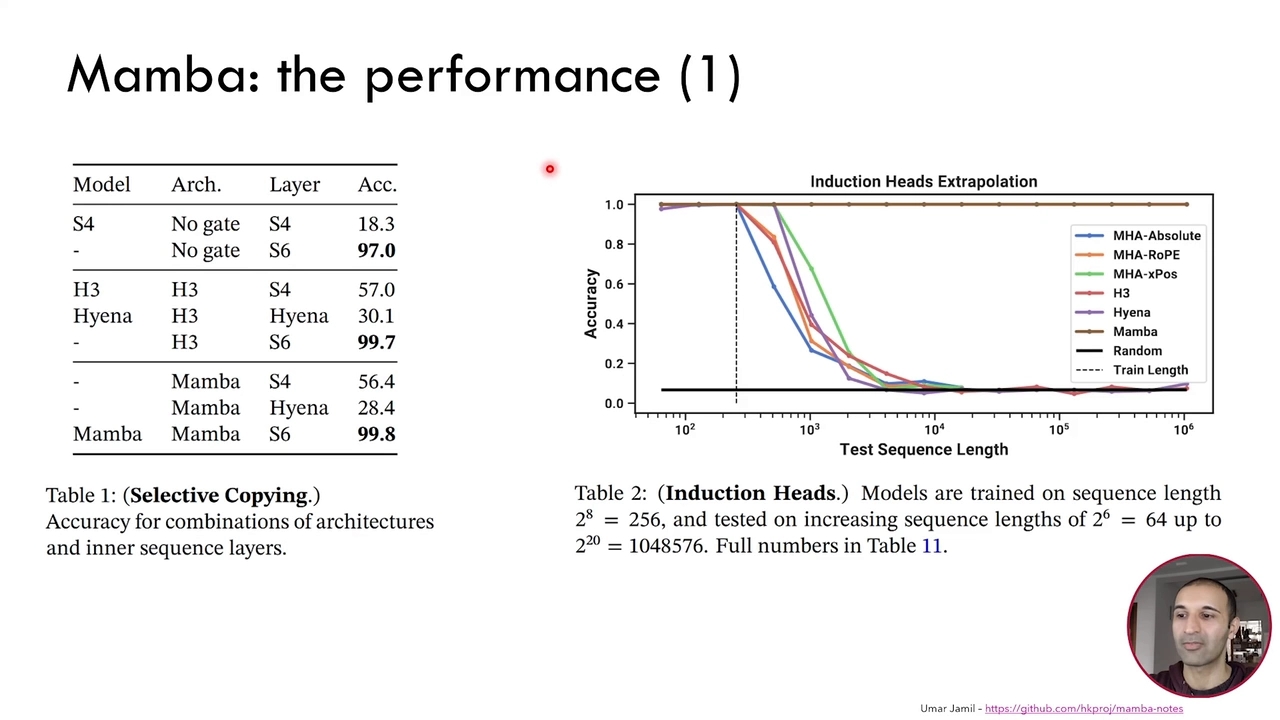 Mamba: the performance (1)
Model Arch. Layer Acc.
S4 No gate S4 18.3
- No gate S6 97.0
H3 H3 S4 57.0
Hyena H3 Hyena 30.1
- H3 S6 99.7
- Mamba S4 56.4
- Mamba Hyena 28.4
Mamba Mamba S6 99.8
Table 1: (Selective Copying.)
Accuracy for combinations of architectures
and inner sequence layers.
Induction Heads Extrapolation
1.0
0.8
0.6
0.4
0.2
0.0
Accuracy
MHA-Absolute
MHA-RoPE
MHA-xPos
H3
Hyena
Mamba
Random
Train Length
10² 10³ 10⁴ 10⁵ 10⁶
Test Sequence Length
Table 2: (Induction Heads.) Models are trained on sequence length
2⁸ = 256, and tested on increasing sequence lengths of 2⁶ = 64 up to
2²⁰ = 1048576. Full numbers in Table 11.
Umar Jamil – https://github.com/hkproj/mamba-notes